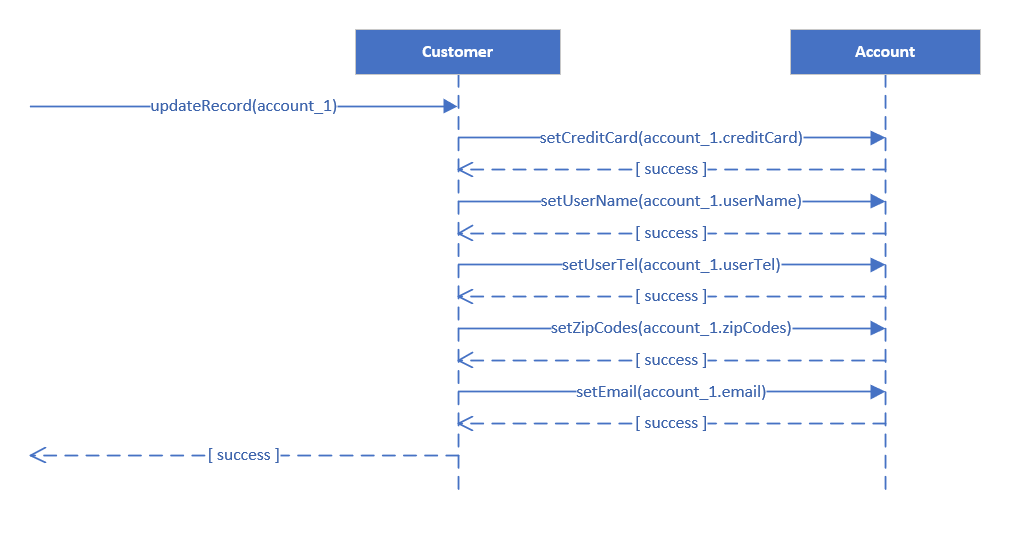 Customer
Account
updateRecord(account_1)
setCreditCard(account_1.creditCard)
[ success ]
setUserName(account_1.userName)
[ success ]
setUserTel(account_1.userTel)
[ success ]
setZipCodes(account_1.zipCodes)
[ success ]
setEmail(account_1.email)
[ success ]
[ success ]